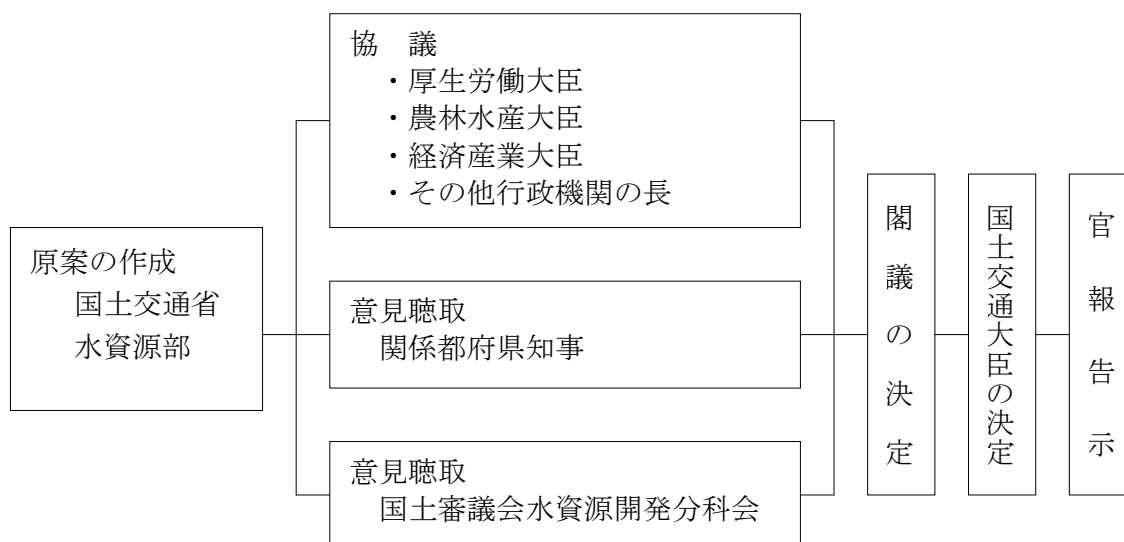 原案の作成
国土交通省
水資源部
協　議
・厚生労働大臣
・農林水産大臣
・経済産業大臣
・その他行政機関の長
意見聴取
関係都府県知事
意見聴取
国土審議会水資源開発分科会
閣議の決定
国土交通大臣の決定
官報告示